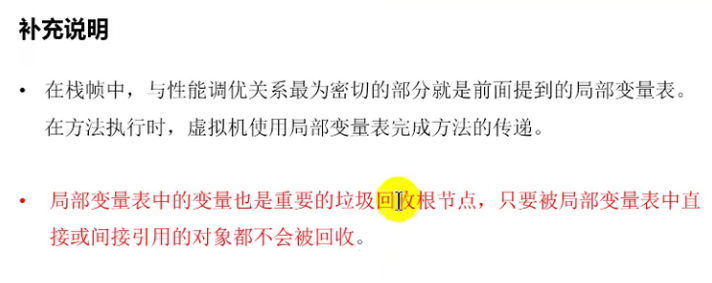 补充说明
• 在栈帧中，与性能调优关系最为密切的部分就是前面提到的局部变量表。
在方法执行时，虚拟机使用局部变量表完成方法的传递。
• 局部变量表中的变量也是重要的垃圾回收根节点，只要被局部变量表中直
接或间接引用的对象都不会被回收。